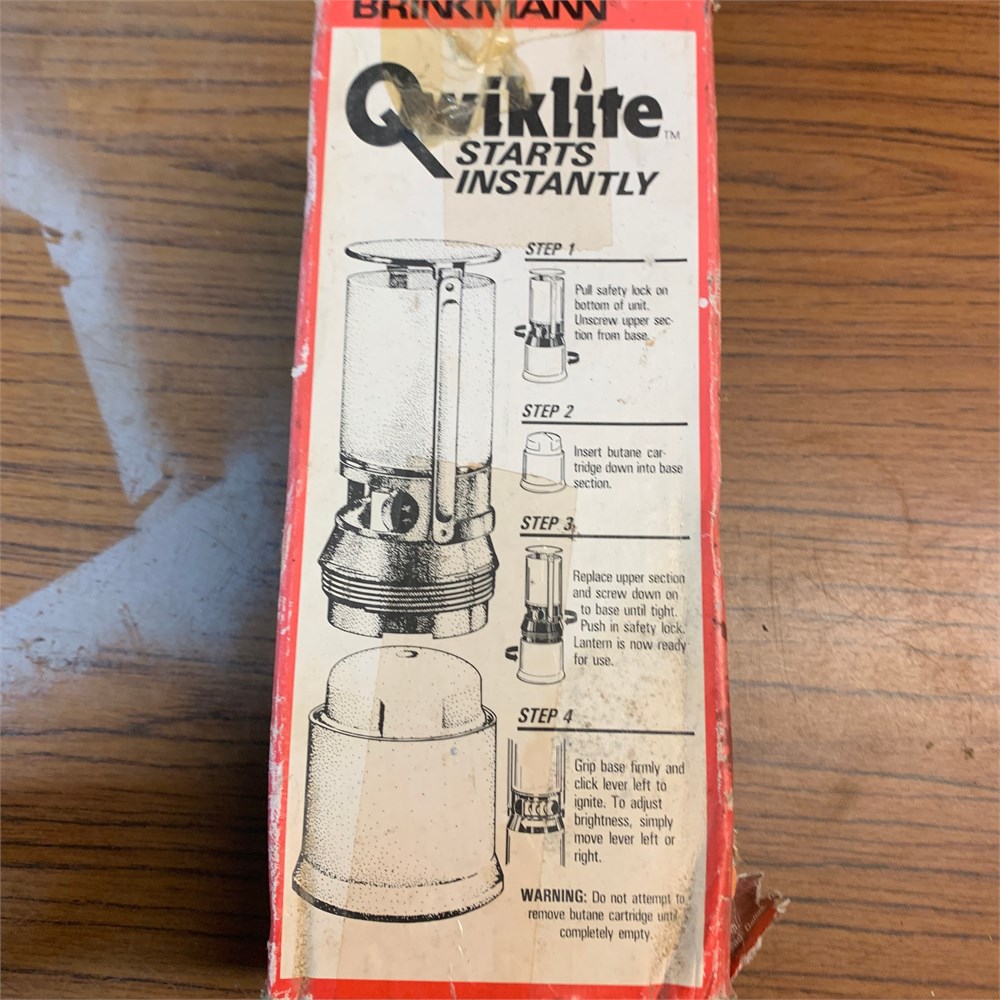 BRINKMANN®
Qwiklite™
STARTS
INSTANTLY
STEP 1
Pull safety lock on
bottom of unit.
Unscrew upper sec-
tion from base.
STEP 2
Insert butane car-
tridge down into base
section.
STEP 3
Replace upper section
and screw down on
to base until tight.
Push in safety lock.
Lantern is now ready
for use.
STEP 4
Grip base firmly and
click lever left to
ignite. To adjust
brightness, simply
move lever left or
right.
WARNING: Do not attempt to
remove butane cartridge until
completely empty.